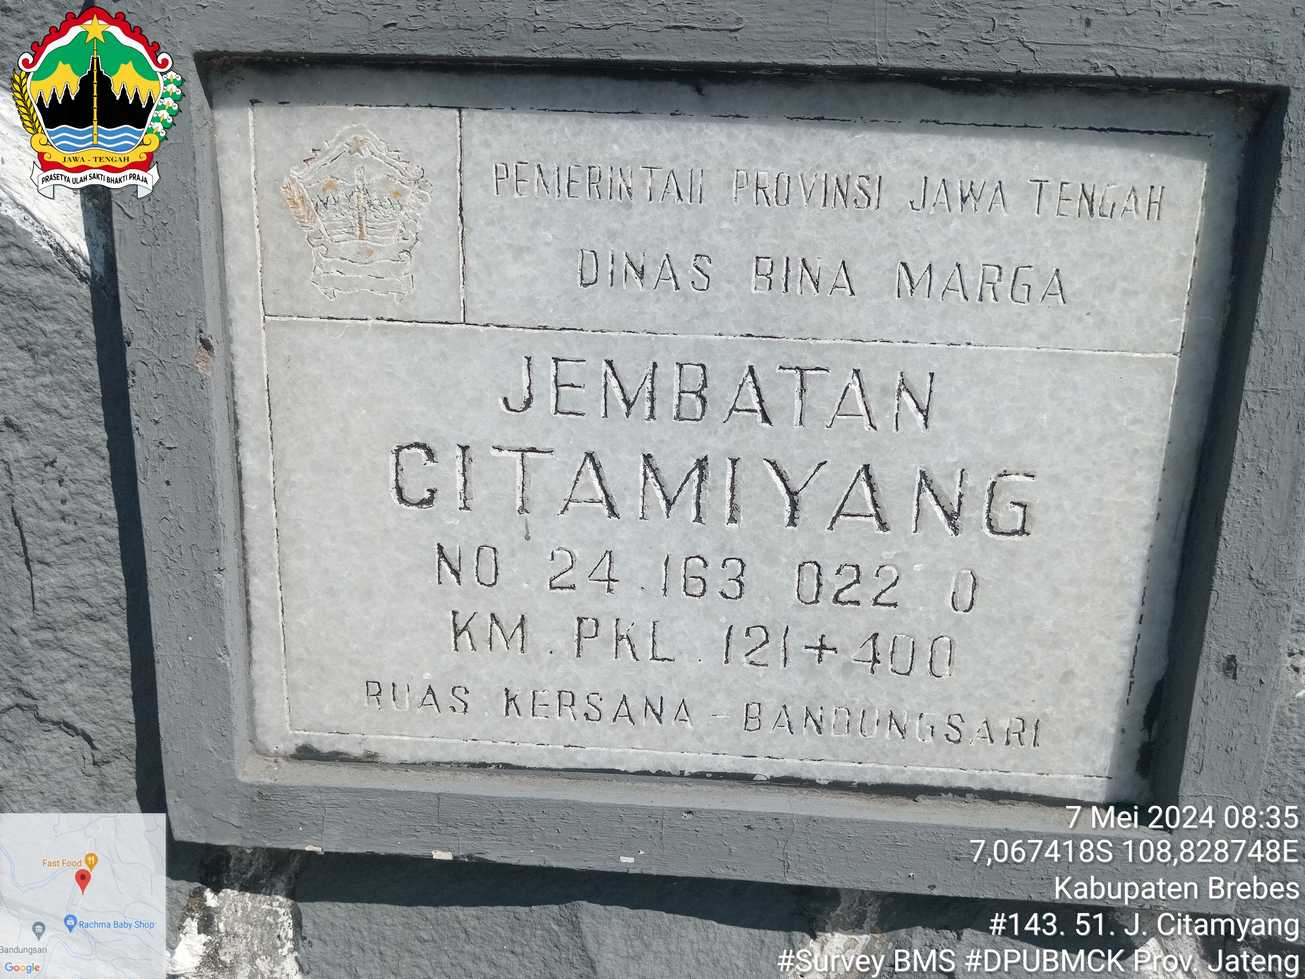 JAWA - TENGAH
PRASETYA ULAH SAKTI BHAKTI PRAJA
PEMERINTAH PROVINSI JAWA TENGAH
DINAS BINA MARGA
JEMBATAN
CITAMIYANG
NO 24.163 022 0
KM. PKL. 121+400
RUAS KERSANA - BANDUNGSARI
7 Mei 2024 08:35
7,067418S 108,828748E
Kabupaten Brebes
#143. 51. J. Citamyang
#Survey BMS #DPUBMCK Prov. Jateng
Fast Food
Rachma Baby Shop
Bandungsari
Google